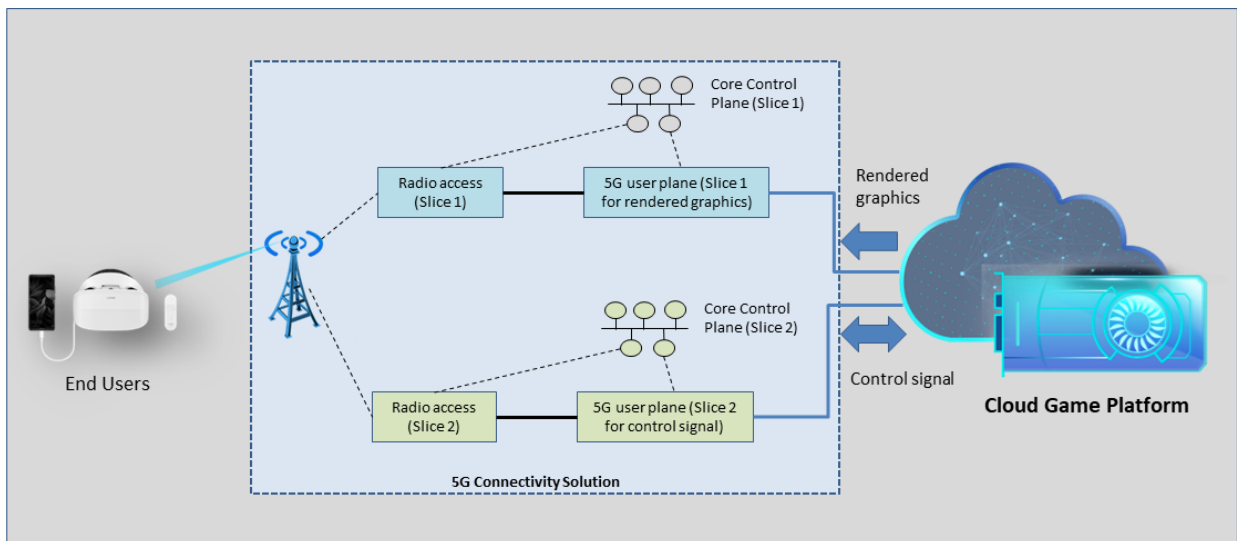 Core Control
Plane (Slice 1)
Radio access
(Slice 1)
5G user plane (Slice 1
for rendered graphics)
Rendered
graphics
End Users
Core Control
Plane (Slice 2)
Radio access
(Slice 2)
5G user plane (Slice 2
for control signal)
Control signal
Cloud Game Platform
5G Connectivity Solution